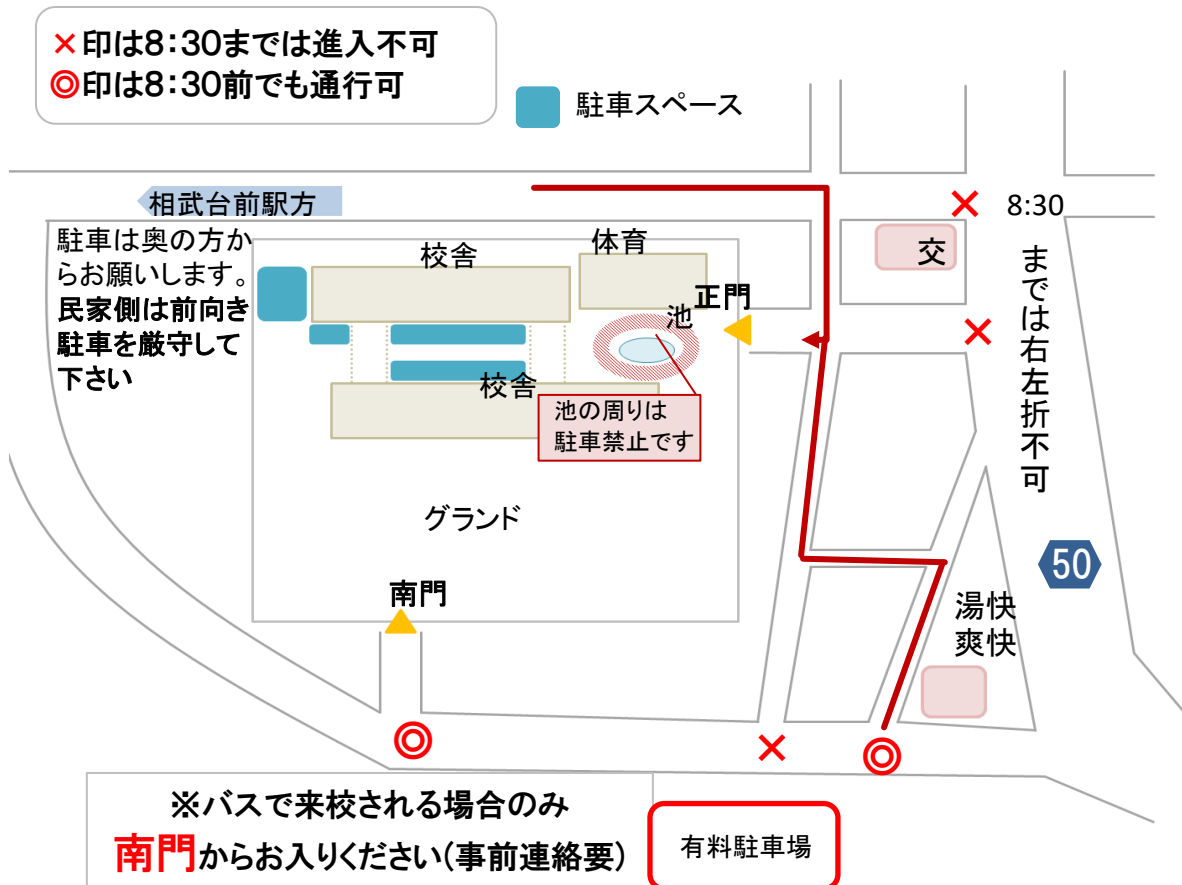 ×印は8：30までは進入不可
◎印は8：30前でも通行可
駐車スペース
相武台前駅方
8:30
までは右左折不可
駐車は奥の方か
らお願いします。
民家側は前向き
駐車を厳守して
下さい
校舎
体育
交
池
正門
校舎
池の周りは
駐車禁止です
グランド
50
南門
湯快
爽快
※バスで来校される場合のみ
南門からお入りください(事前連絡要)
有料駐車場